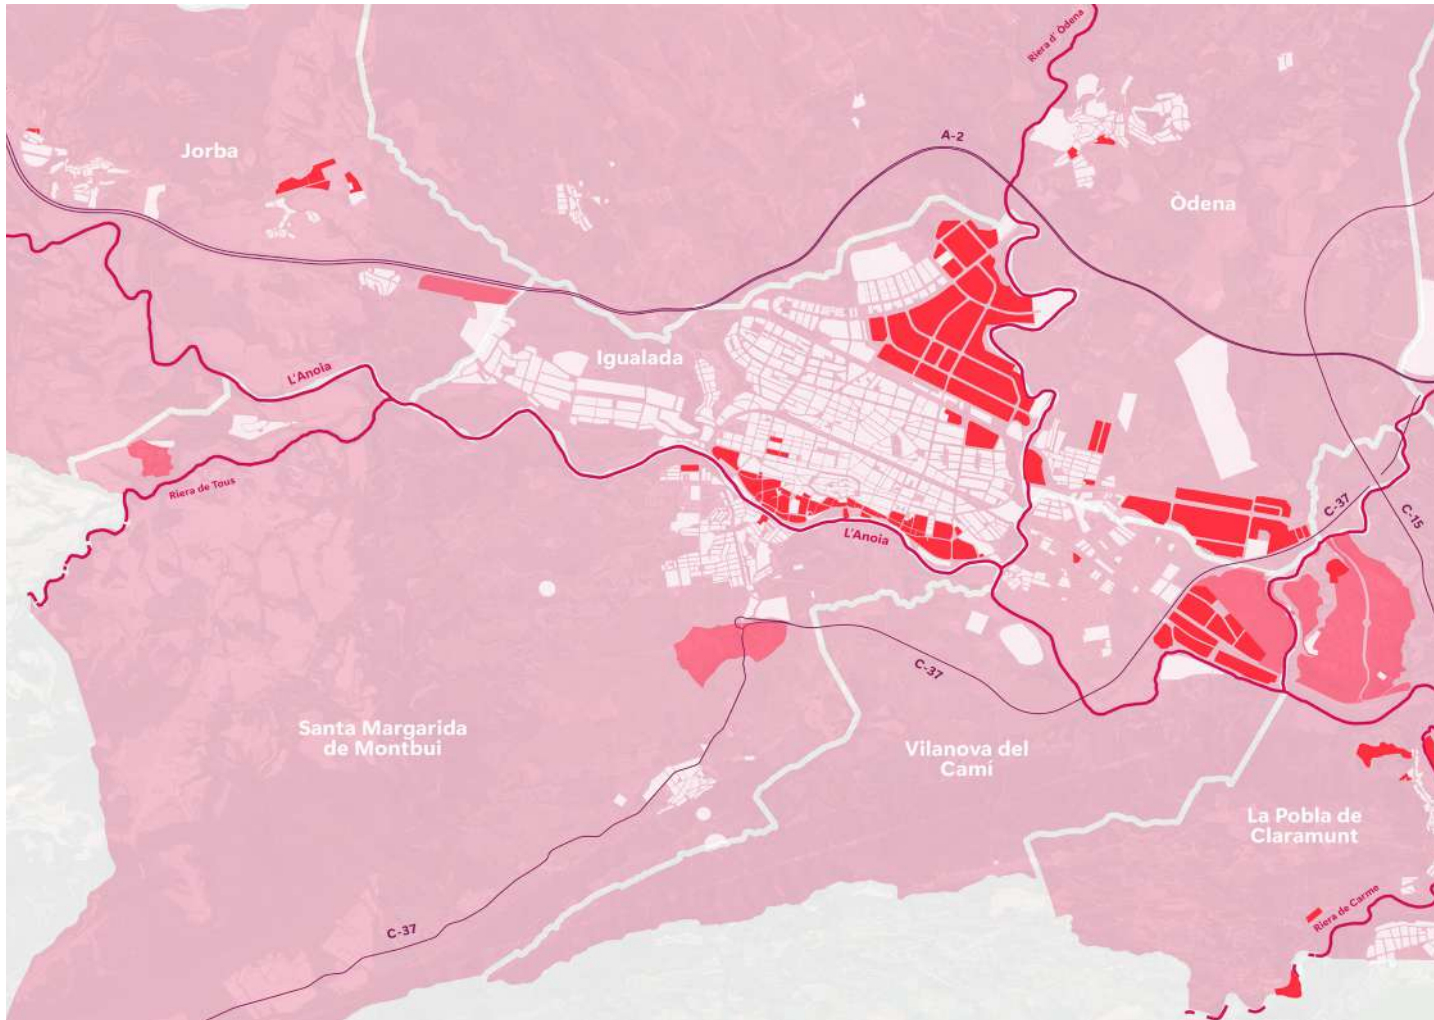 Riera d' Òdena
A-2
Jorba
Òdena
Igualada
L'Anoia
Riera de Tous
C-37
C-15
L'Anoia
C-37
Santa Margarida
de Montbui
Vilanova del
Camí
La Pobla de
Claramunt
Riera de Carme
C-37